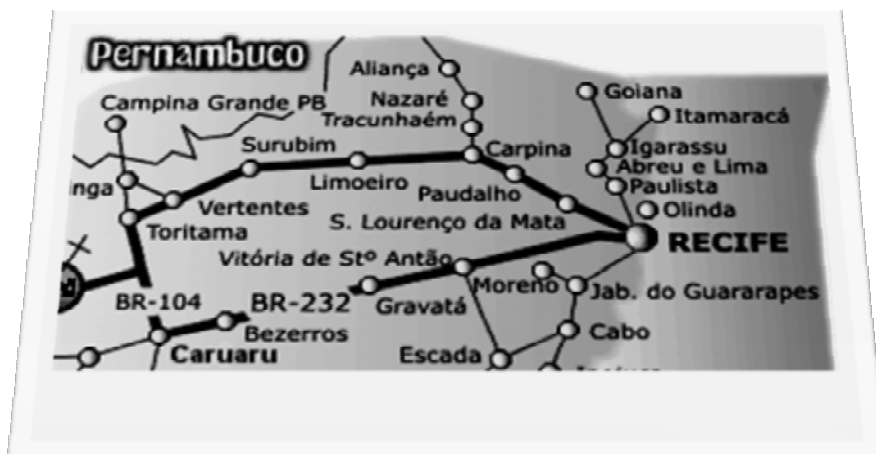 Pernambuco
Aliança
Goiana
Campina Grande PB
Nazaré
Tracunhaém
Itamaracá
Surubim
Carpina
Igarassu
Abreu e Lima
Limoeiro
Paudalho
Paulista
inga
Vertentes
Olinda
Toritama
S. Lourenço da Mata
RECIFE
Vitória de Stº Antão
Moreno
Jab. do Guararapes
BR-104
BR-232
Gravatá
Bezerros
Cabo
Caruaru
Escada